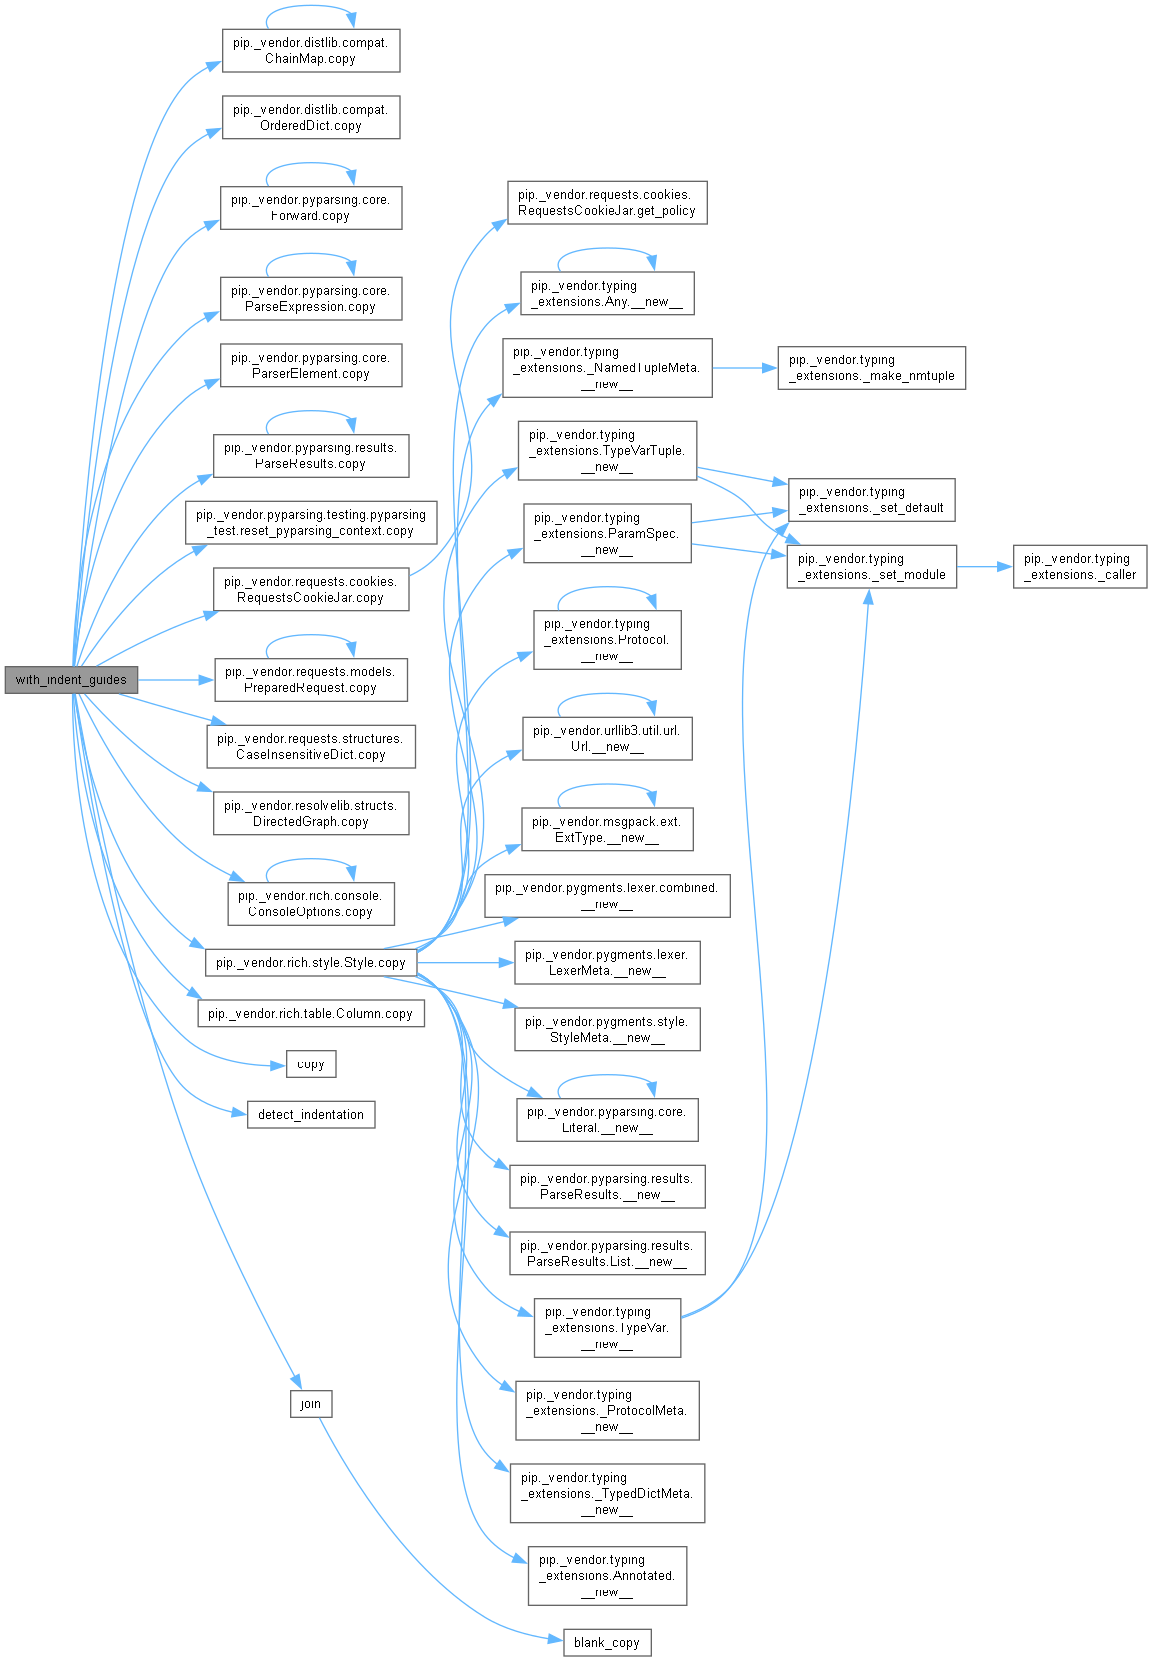 pip._vendor.distlib.compat.
ChainMap.copy
pip._vendor.distlib.compat.
OrderedDict.copy
pip._vendor.pyparsing.core.
Forward.copy
pip._vendor.pyparsing.core.
ParseExpression.copy
pip._vendor.pyparsing.core.
ParserElement.copy
pip._vendor.pyparsing.results.
ParseResults.copy
pip._vendor.pyparsing.testing.pyparsing
_test.reset_pyparsing_context.copy
pip._vendor.requests.cookies.
RequestsCookieJar.copy
pip._vendor.requests.models.
PreparedRequest.copy
with_indent_guides
pip._vendor.requests.structures.
CaseInsensitiveDict.copy
pip._vendor.resolvelib.structs.
DirectedGraph.copy
pip._vendor.rich.console.
ConsoleOptions.copy
pip._vendor.rich.style.Style.copy
pip._vendor.rich.table.Column.copy
copy
detect_indentation
join
pip._vendor.requests.cookies.
RequestsCookieJar.get_policy
pip._vendor.typing
_extensions.Any.__new__
pip._vendor.typing
_extensions._NamedTupleMeta.
__new__
pip._vendor.typing
_extensions.TypeVarTuple.
__new__
pip._vendor.typing
_extensions.ParamSpec.
__new__
pip._vendor.typing
_extensions.Protocol.
__new__
pip._vendor.urllib3.util.url.
Url.__new__
pip._vendor.msgpack.ext.
ExtType.__new__
pip._vendor.pygments.lexer.combined.
__new__
pip._vendor.pygments.lexer.
LexerMeta.__new__
pip._vendor.pygments.style.
StyleMeta.__new__
pip._vendor.pyparsing.core.
Literal.__new__
pip._vendor.pyparsing.results.
ParseResults.__new__
pip._vendor.pyparsing.results.
ParseResults.List.__new__
pip._vendor.typing
_extensions.TypeVar.
__new__
pip._vendor.typing
_extensions._ProtocolMeta.
__new__
pip._vendor.typing
_extensions._TypedDictMeta.
__new__
pip._vendor.typing
_extensions.Annotated.
__new__
blank_copy
pip._vendor.typing
_extensions._make_nmtuple
pip._vendor.typing
_extensions._set_default
pip._vendor.typing
_extensions._set_module
pip._vendor.typing
_extensions._caller